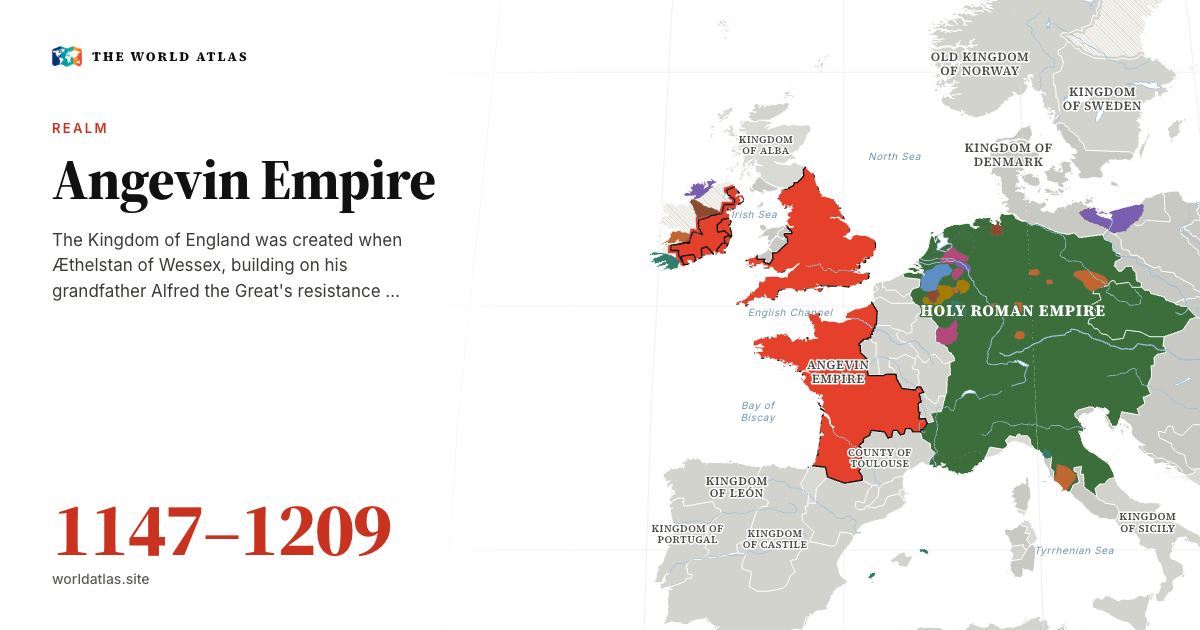 THE WORLD ATLAS
REALM
Angevin Empire
The Kingdom of England was created when
Æthelstan of Wessex, building on his
grandfather Alfred the Great's resistance ...
1147–1209
worldatlas.site
OLD KINGDOM
OF NORWAY
KINGDOM
OF SWEDEN
KINGDOM
OF ALBA
North Sea
KINGDOM OF
DENMARK
Irish Sea
English Channel
HOLY ROMAN EMPIRE
ANGEVIN
EMPIRE
Bay of
Biscay
COUNTY OF
TOULOUSE
KINGDOM
OF LEÓN
KINGDOM OF
PORTUGAL
KINGDOM
OF CASTILE
KINGDOM
OF SICILY
Tyrrhenian Sea